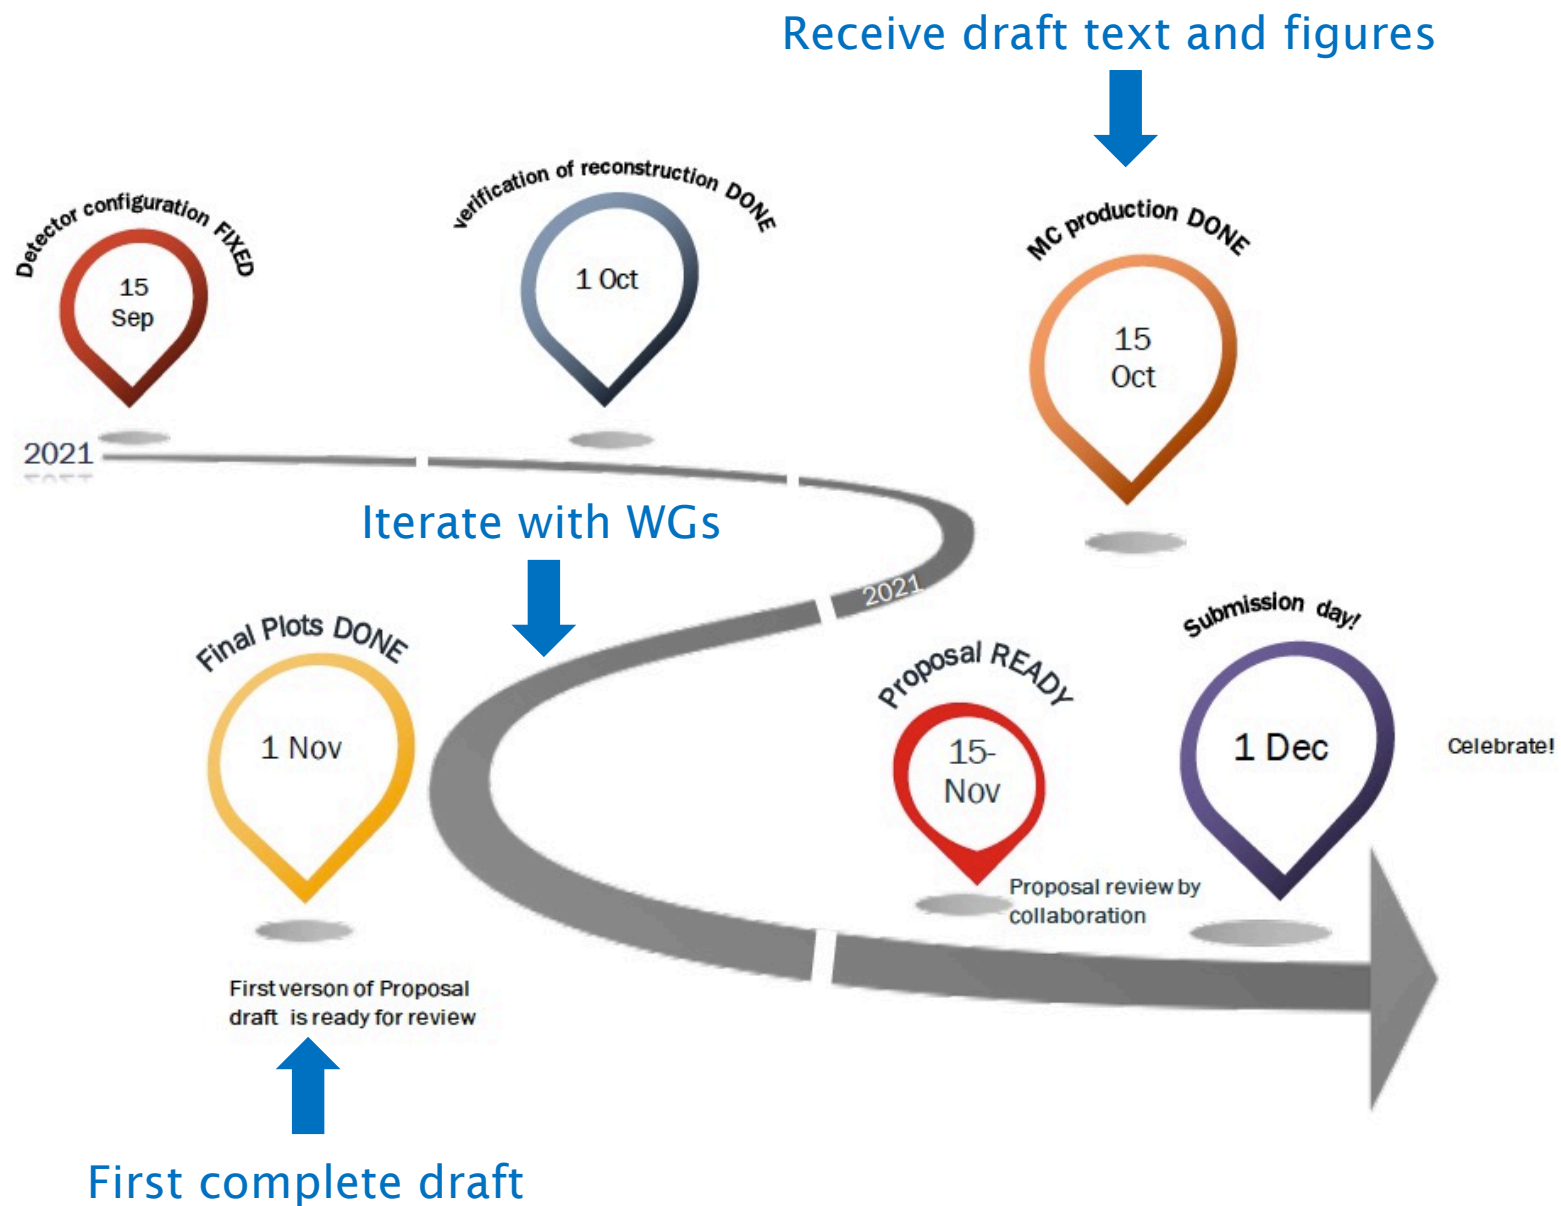 Receive draft text and figures
Detector configuration FIXED
15
Sep
verification of reconstruction DONE
1 Oct
MC production DONE
15
Oct
2021
Iterate with WGs
2021
Final Plots DONE
1 Nov
Proposal READY
15-
Nov
Submission day!
1 Dec
Celebrate!
Proposal review by
collaboration
First verson of Proposal
draft is ready for review
First complete draft